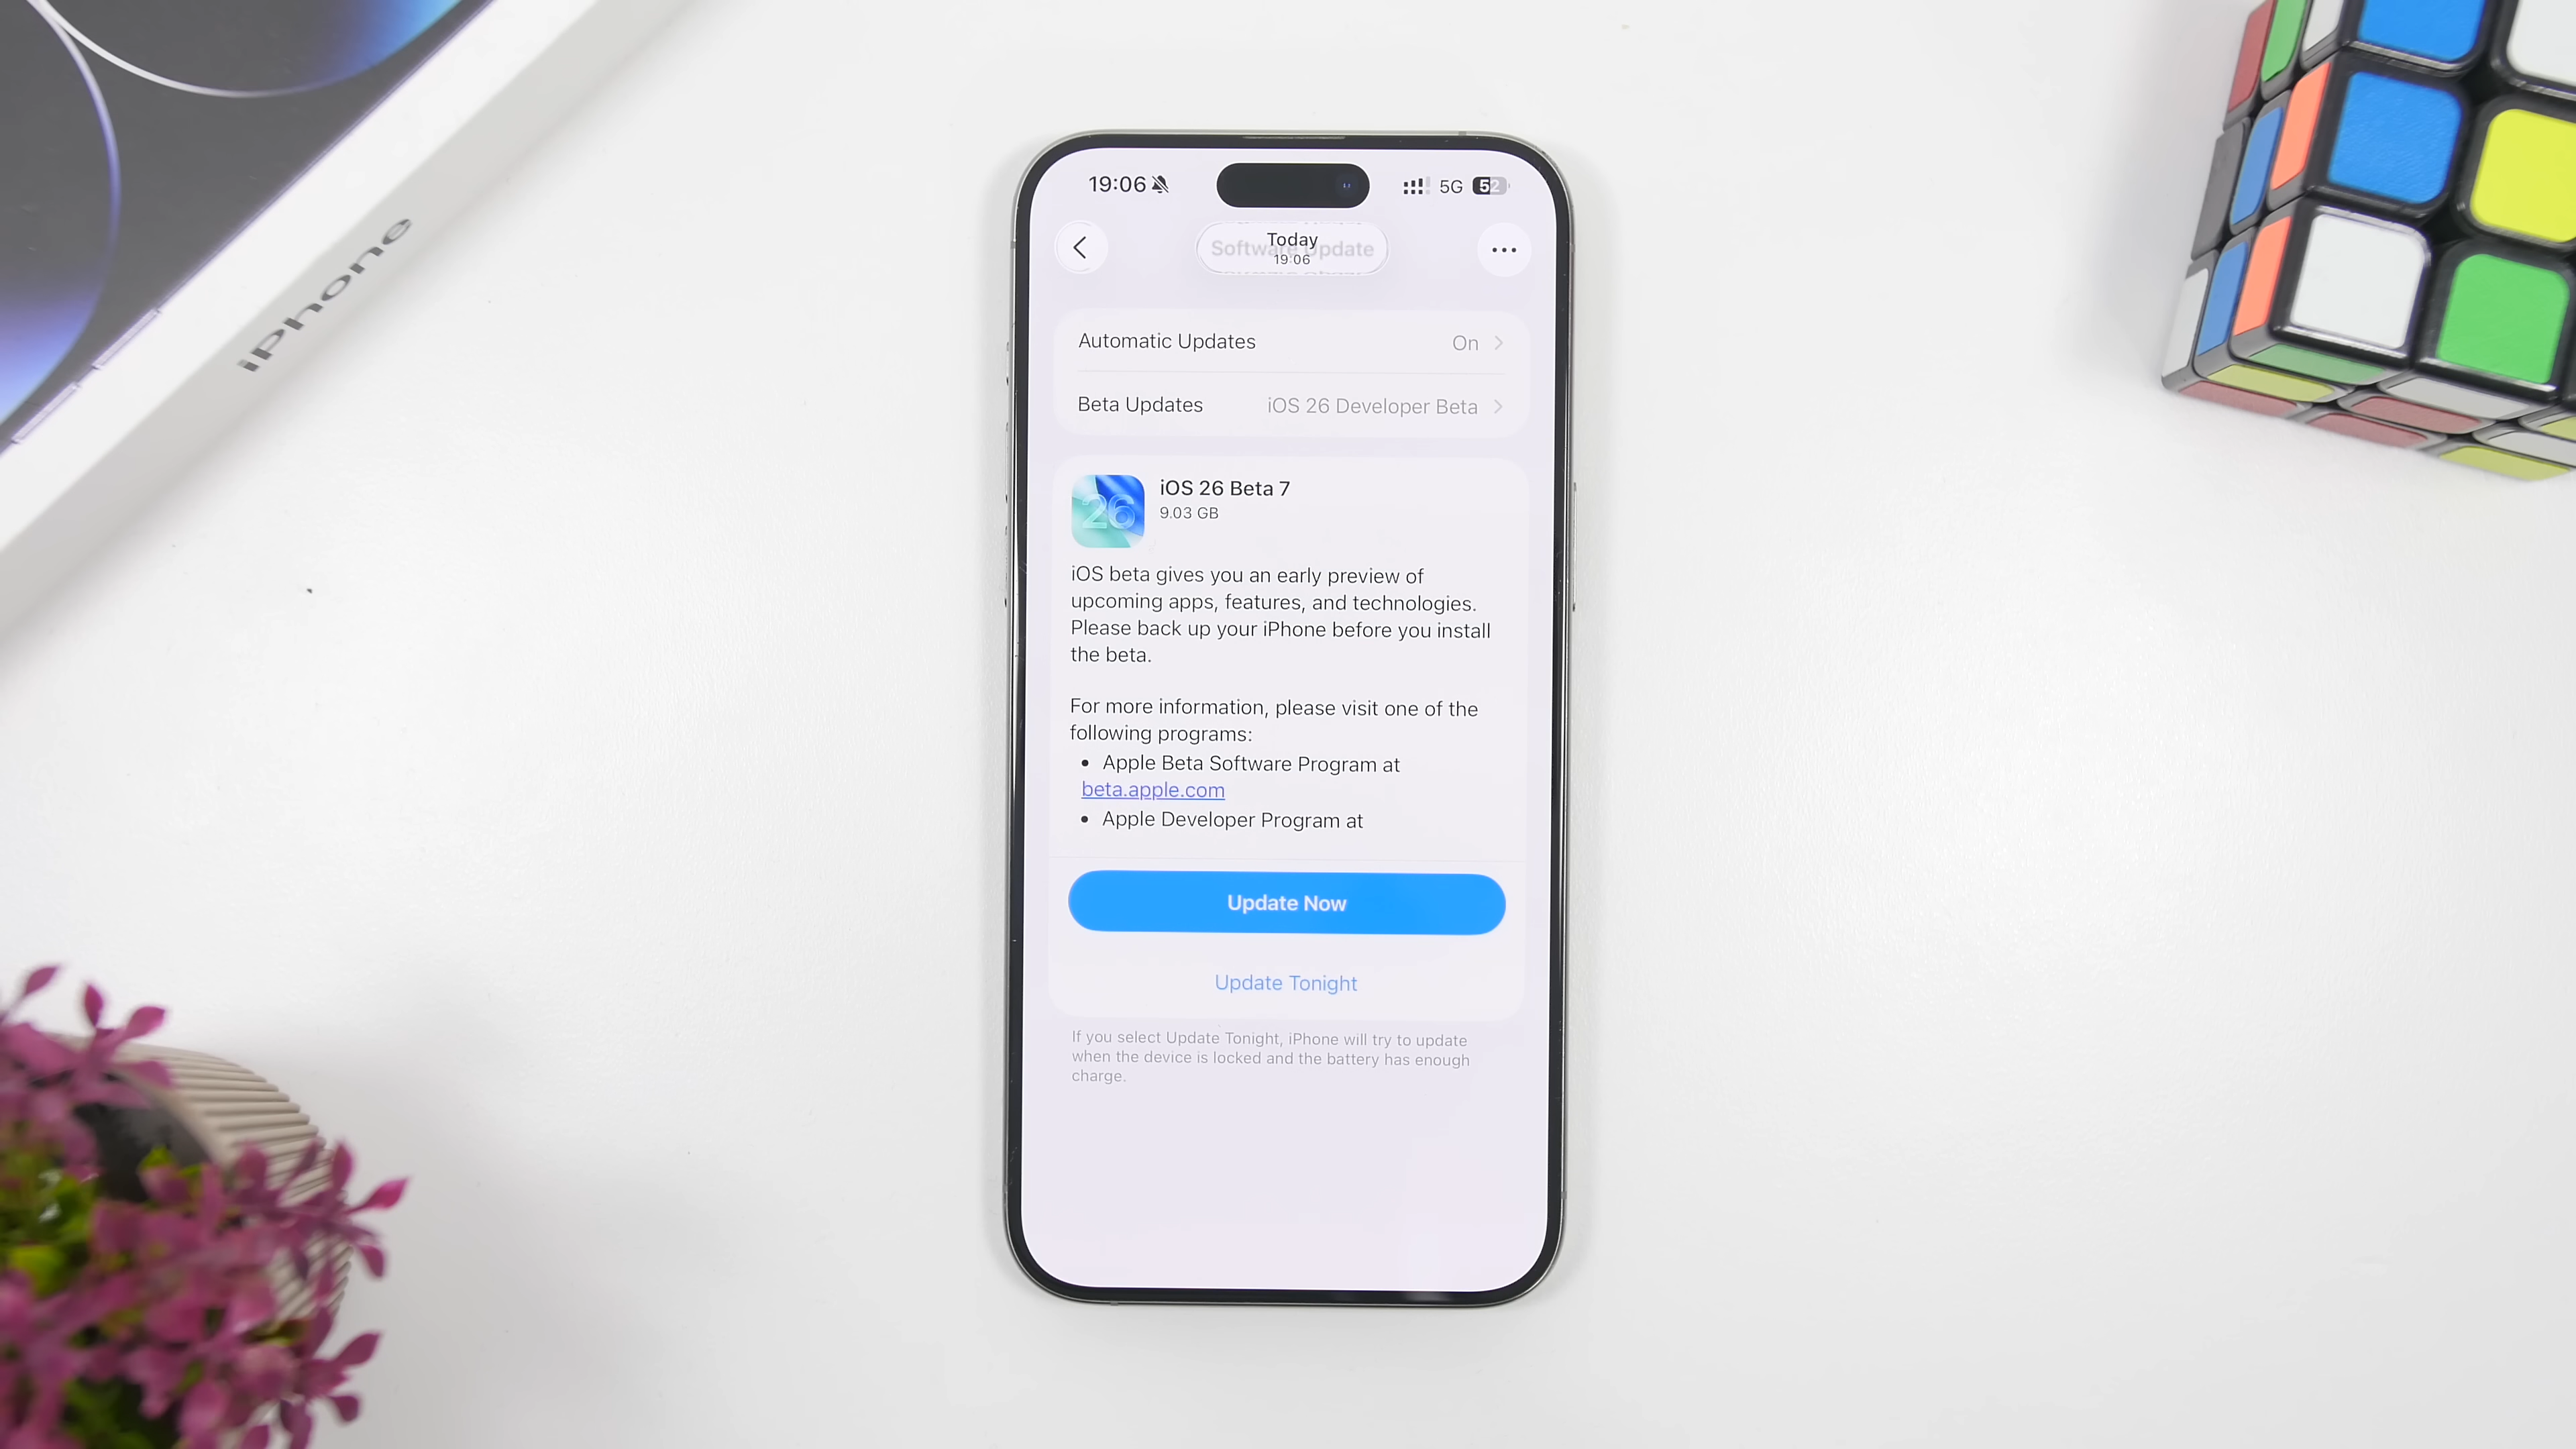 iPhone
19:06
5G
52
Today
Software Update
19:06
Automatic Updates On
Beta Updates iOS 26 Developer Beta
26
iOS 26 Beta 7
9.03 GB
iOS beta gives you an early preview of
upcoming apps, features, and technologies.
Please back up your iPhone before you install
the beta.
For more information, please visit one of the
following programs:
• Apple Beta Software Program at
beta.apple.com
• Apple Developer Program at
Update Now
Update Tonight
If you select Update Tonight, iPhone will try to update
when the device is locked and the battery has enough
charge.